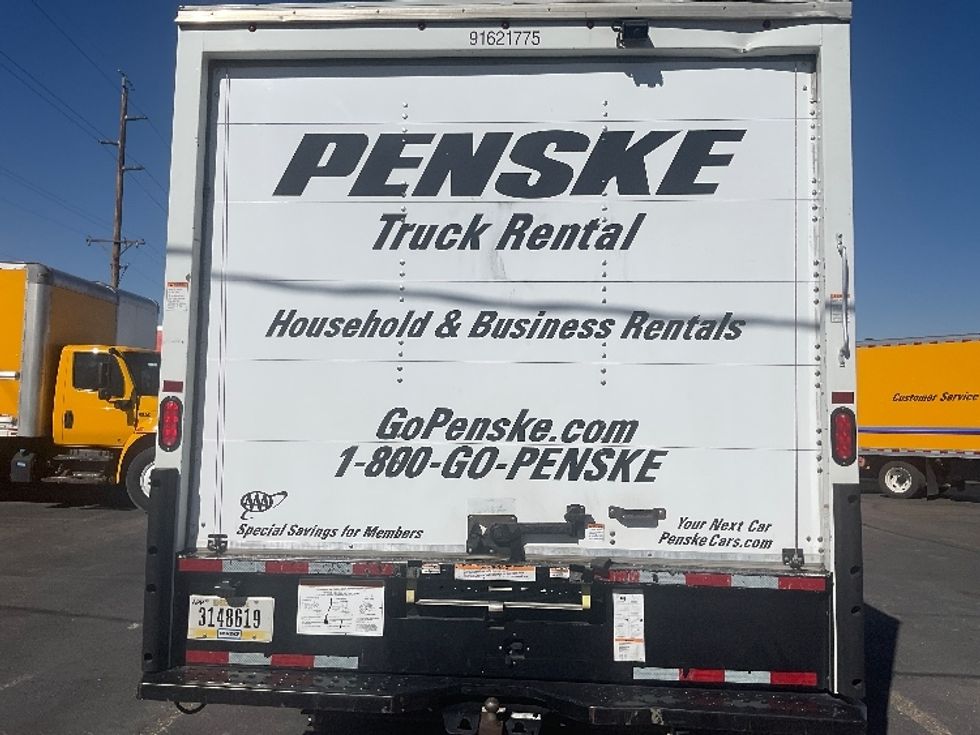 91621775
PENSKE
Truck Rental
Household & Business Rentals
GoPenske.com
1-800-GO-PENSKE
AAA
Special Savings for Members
Your Next Car
PenskeCars.com
3148619
Customer Service